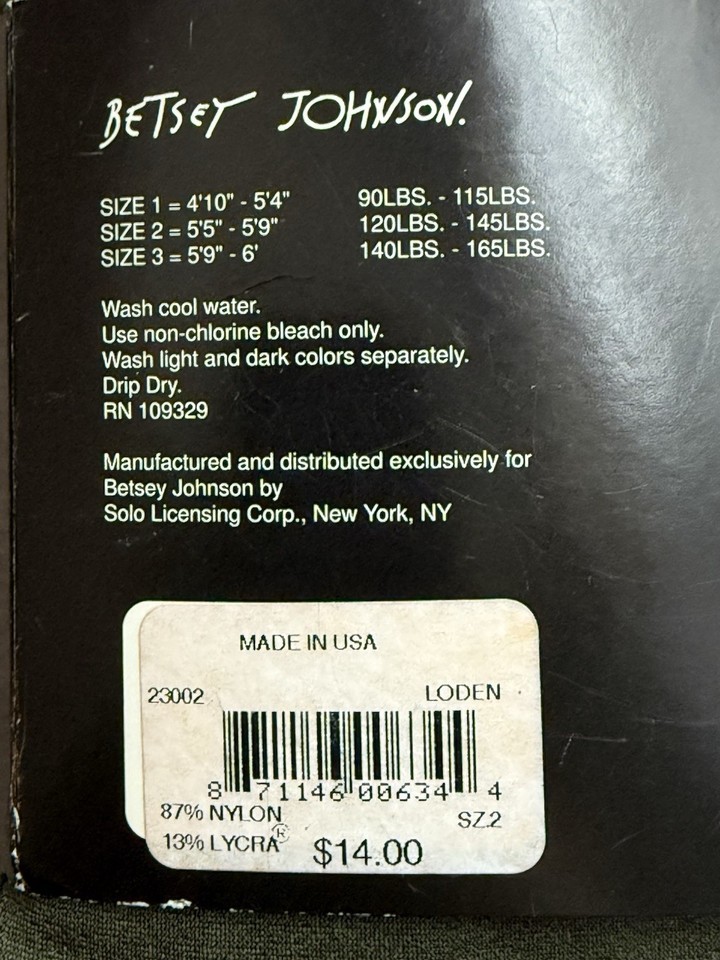 BETSEY JOHNSON.
SIZE 1 = 4'10" - 5'4" 90LBS. - 115LBS.
SIZE 2 = 5'5" - 5'9" 120LBS. - 145LBS.
SIZE 3 = 5'9" - 6' 140LBS. - 165LBS.
Wash cool water.
Use non-chlorine bleach only.
Wash light and dark colors separately.
Drip Dry.
RN 109329
Manufactured and distributed exclusively for
Betsey Johnson by
Solo Licensing Corp., New York, NY
MADE IN USA
23002 LODEN
8 71146 00634 4
87% NYLON SZ.2
13% LYCRA® $14.00